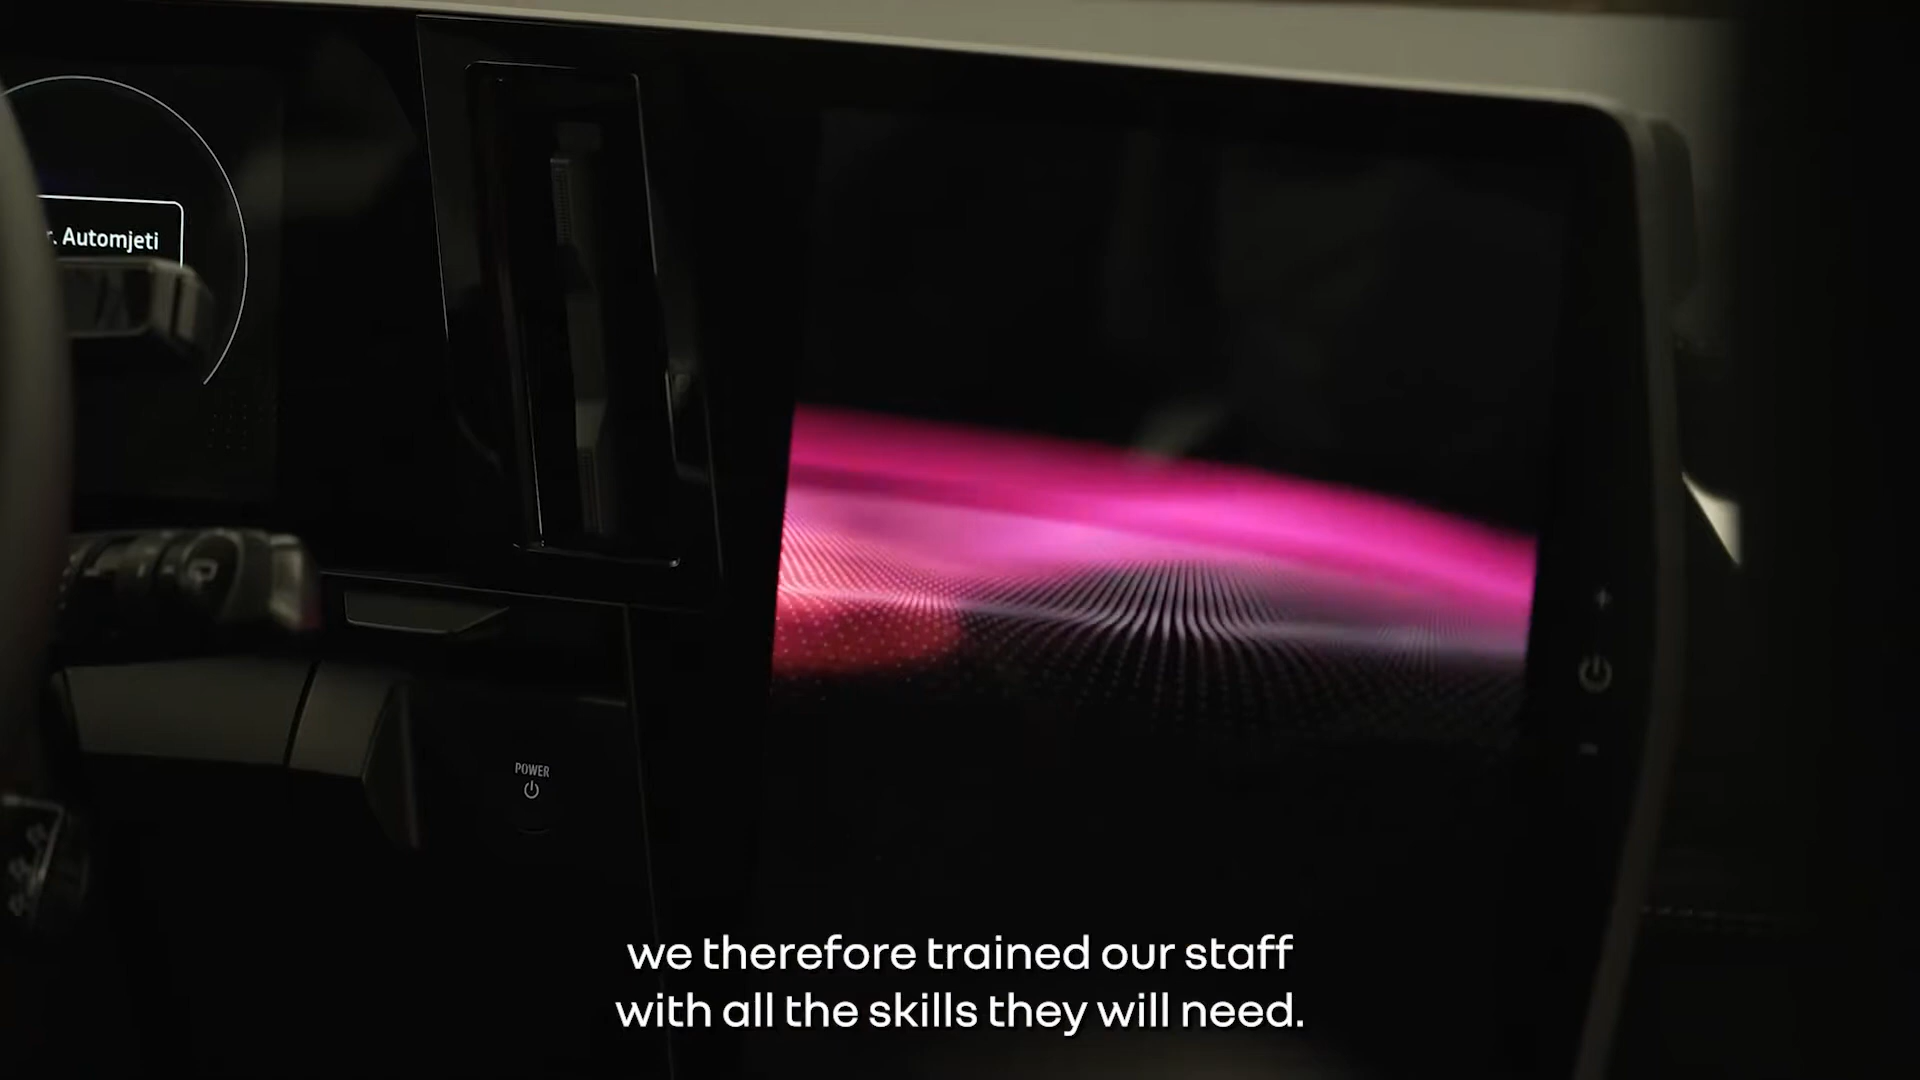 r. Automjeti
POWER
we therefore trained our staff
with all the skills they will need.